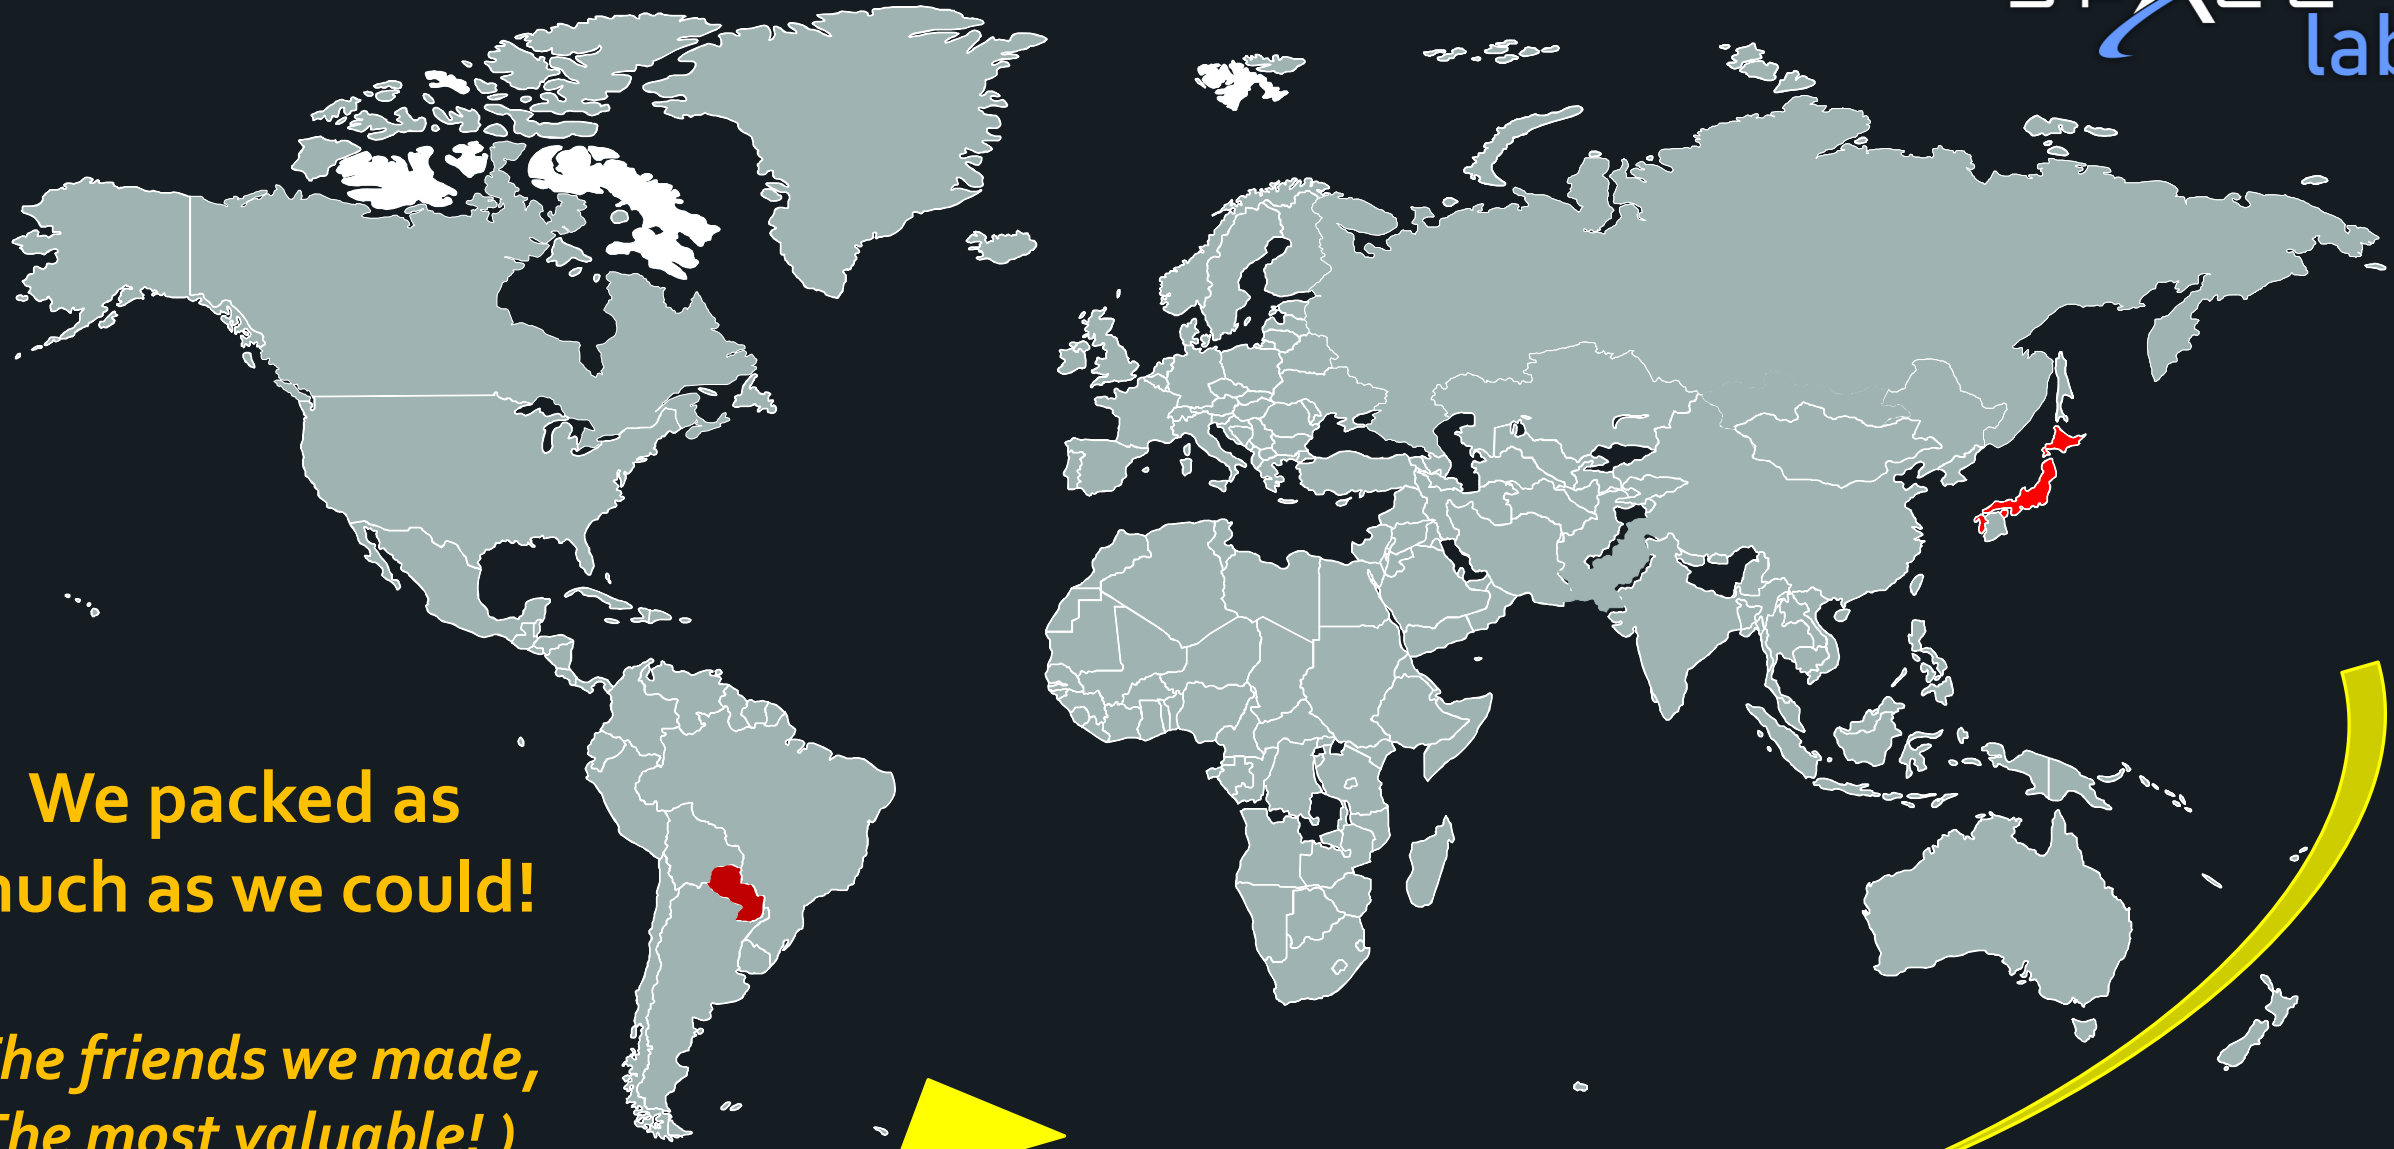 lab
We packed as
much as we could!
The friends we made,
The most valuable! )